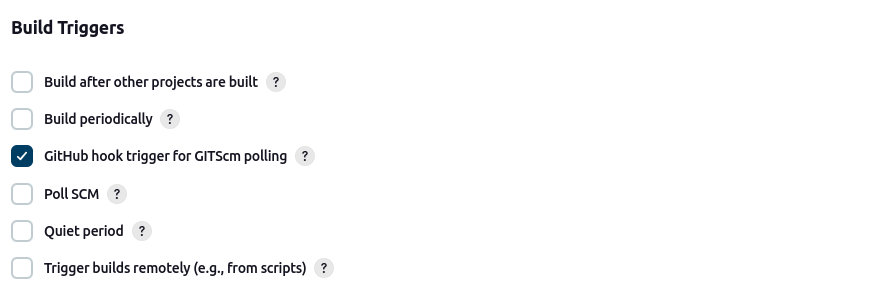 Build Triggers
Build after other projects are built ?
Build periodically ?
GitHub hook trigger for GITScm polling ?
Poll SCM ?
Quiet period ?
Trigger builds remotely (e.g., from scripts) ?